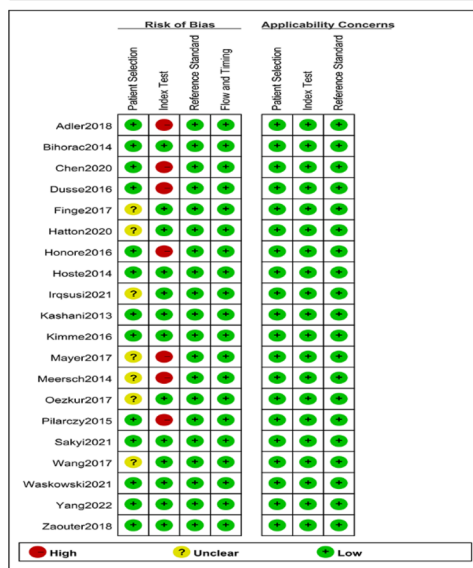 Risk of Bias Applicability Concerns
Patient Selection Index Test Reference Standard Flow and Timing Patient Selection Index Test Reference Standard
Adler2018 + – + + + + +
Bihorac2014 + + + + + + +
Chen2020 + – + + + + +
Dusse2016 + – + + + + +
Finge2017 ? + + + + + +
Hatton2020 ? + + + + + +
Honore2016 + – + + + + +
Hoste2014 + + + + + + +
Irqsusi2021 ? + + + + + +
Kashani2013 + + + + + + +
Kimme2016 + + + + + + +
Mayer2017 ? – + + + + +
Meersch2014 ? – + + + + +
Oezkur2017 ? + + + + + +
Pilarczy2015 + – + + + + +
Sakyi2021 + + + + + + +
Wang2017 ? + + + + + +
Waskowski2021 + + + + + + +
Yang2022 + + + + + + +
Zaouter2018 + + + + + + +
– High ? Unclear + Low